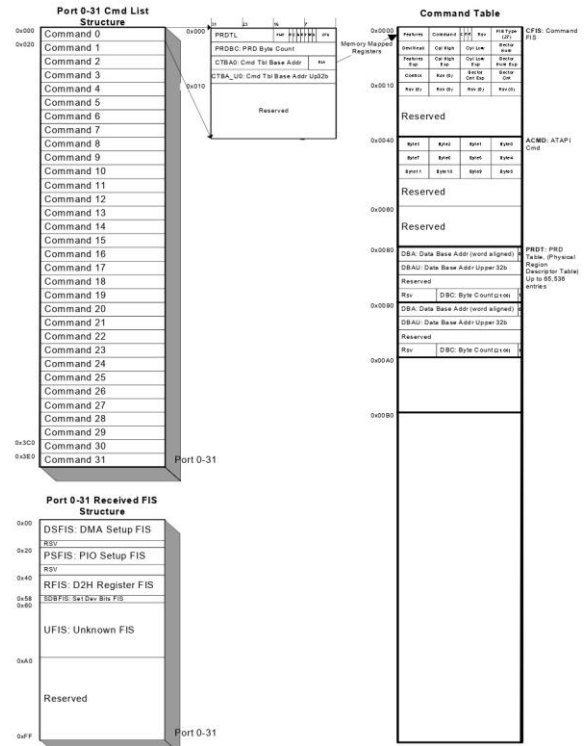 Port 0-31 Cmd List
Structure
0x000
Command 0
0x020
Command 1
Command 2
Command 3
Command 4
Command 5
Command 6
Command 7
Command 8
Command 9
Command 10
Command 11
Command 12
Command 13
Command 14
Command 15
Command 16
Command 17
Command 18
Command 19
Command 20
Command 21
Command 22
Command 23
Command 24
Command 25
Command 26
Command 27
Command 28
Command 29
0x3C0
Command 30
0x3E0
Command 31
Port 0-31
31 23 16 7
0x000
PRDTL
PRDBC: PRD Byte Count
CTBA0: Cmd Tbl Base Addr Rsv
CTBA_U0: Cmd Tbl Base Addr Up32b
0x010
Reserved
Memory Mapped
Registers
Command Table
0x0000
Features Command Rsv FIS Type
(27)
CFIS: Command
FIS
Dev/Head Cyl High Cyl Low Sector
Num
Features
Exp
Cyl High
Exp
Cyl Low
Exp
Sector
Num Exp
Control Rsv (0) Sector
Cnt Exp
Sector
Cnt
0x0010
Rsv (0) Rsv (0) Rsv (0) Rsv (0)
Reserved
0x0040
ACMD: ATAPI
Cmd
Byte7 Byte6 Byte5 Byte4
Byte11 Byte10 Byte9 Byte8
Reserved
0x0060
Reserved
0x0080
DBA: Data Base Addr (word aligned)
DBAU: Data Base Addr Upper 32b
Reserved
Rsv DBC: Byte Count
PRDT: PRD
Table, (Physical
Region
Descriptor Table)
Up to 65,536
entries
0x0090
DBA: Data Base Addr (word aligned)
DBAU: Data Base Addr Upper 32b
Reserved
Rsv DBC: Byte Count
0x00A0
0x00B0
Port 0-31 Received FIS
Structure
0x00
DSFIS: DMA Setup FIS
RSV
0x20
PSFIS: PIO Setup FIS
RSV
0x40
RFIS: D2H Register FIS
0x58
SDBFIS: Set Dev Bits FIS
0x60
UFIS: Unknown FIS
0xA0
Reserved
0xFF
Port 0-31